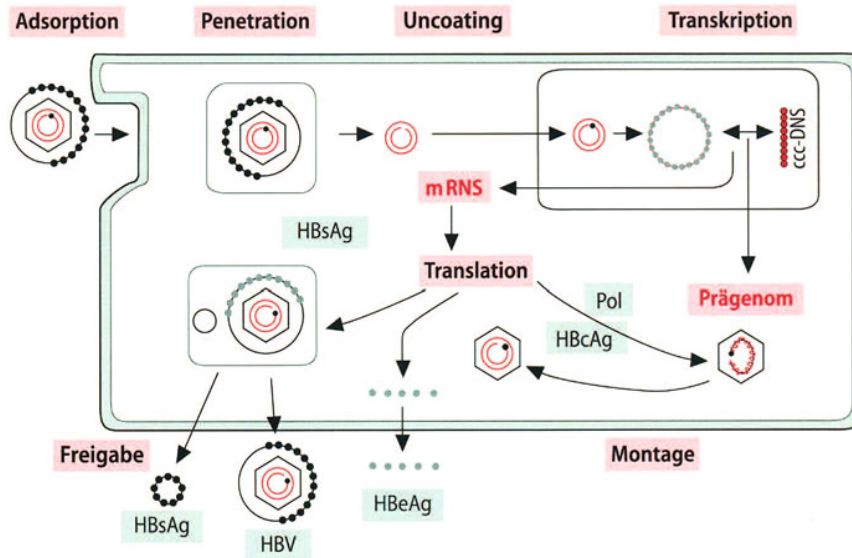 Adsorption
Penetration
Uncoating
Transkription
ccc-DNS
mRNS
HBsAg
Translation
Pol
Prägenom
HBcAg
Freigabe
Montage
HBsAg
HBV
HBeAg